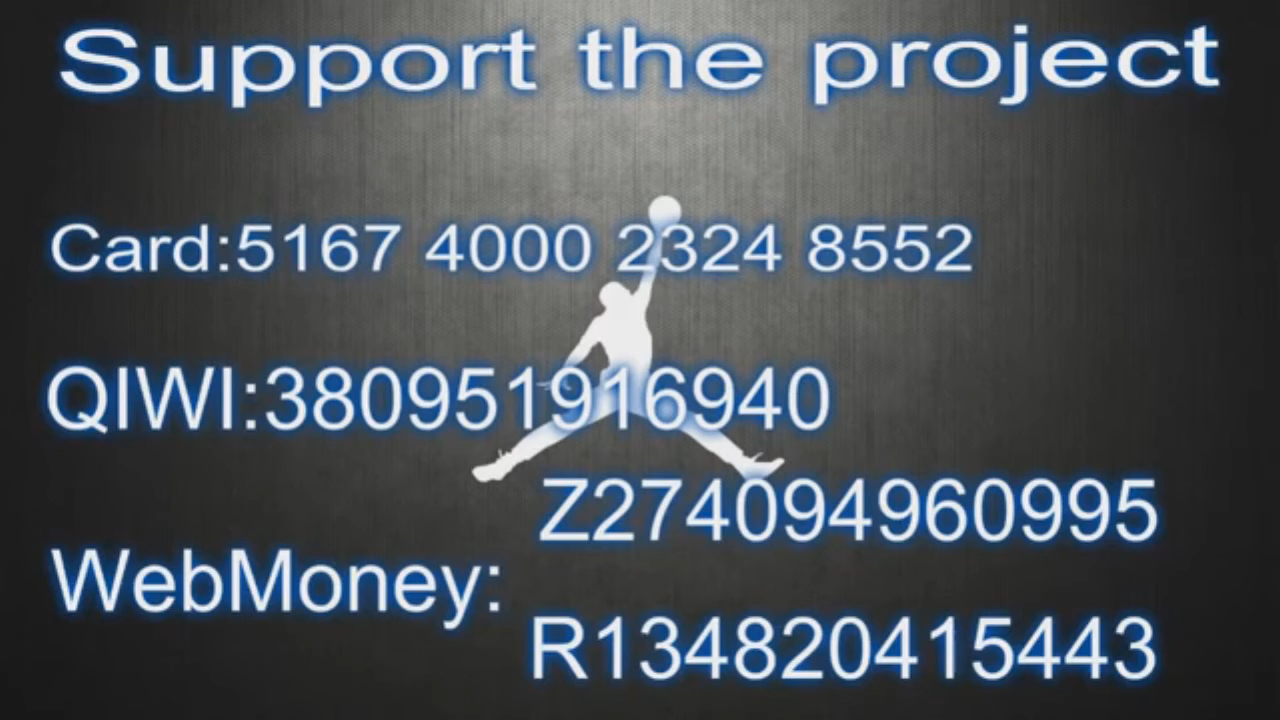 Support the project
Card:5167 4000 2324 8552
QIWI:380951916940
Z274094960995
WebMoney:
R134820415443